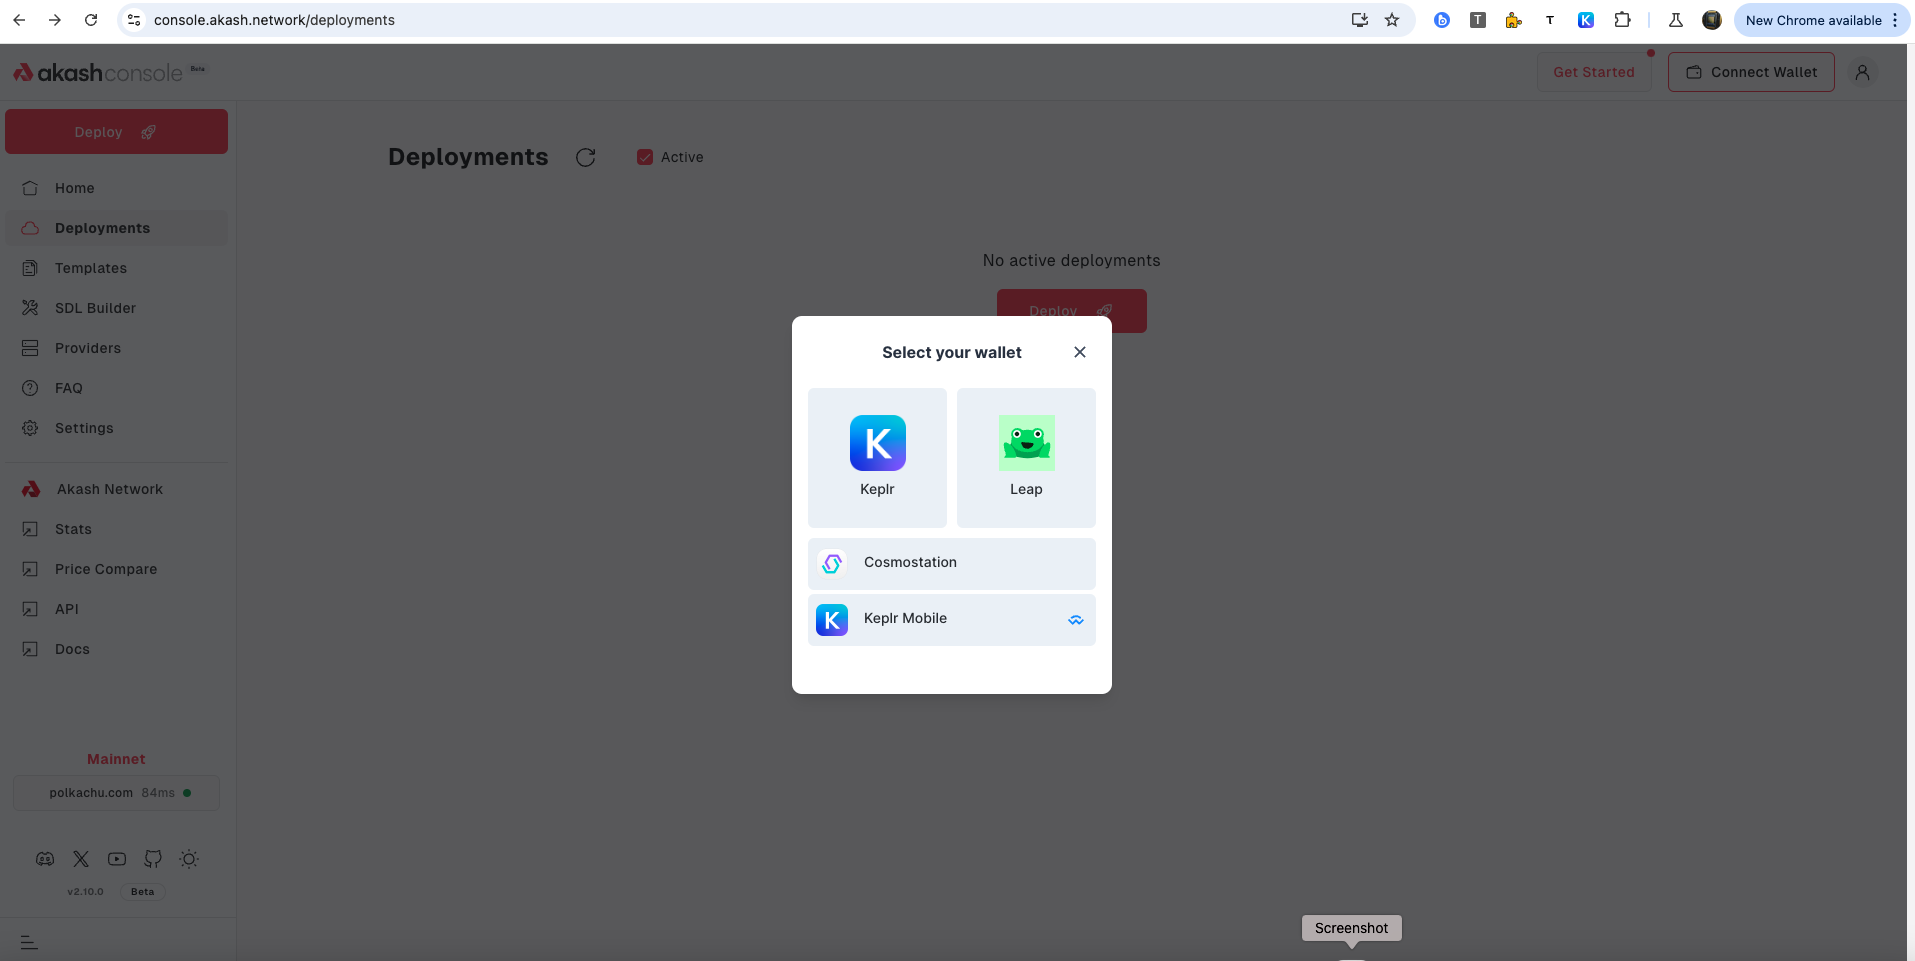 console.akash.network/deployments
New Chrome available
akashconsole Beta
Get Started
Connect Wallet
Deploy
Home
Deployments
Templates
SDL Builder
Providers
FAQ
Settings
Akash Network
Stats
Price Compare
API
Docs
Mainnet
polkachu.com 84ms
v2.10.0 Beta
Deployments
Active
No active deployments
Deploy
Select your wallet
Keplr
Leap
Cosmostation
Keplr Mobile
Screenshot